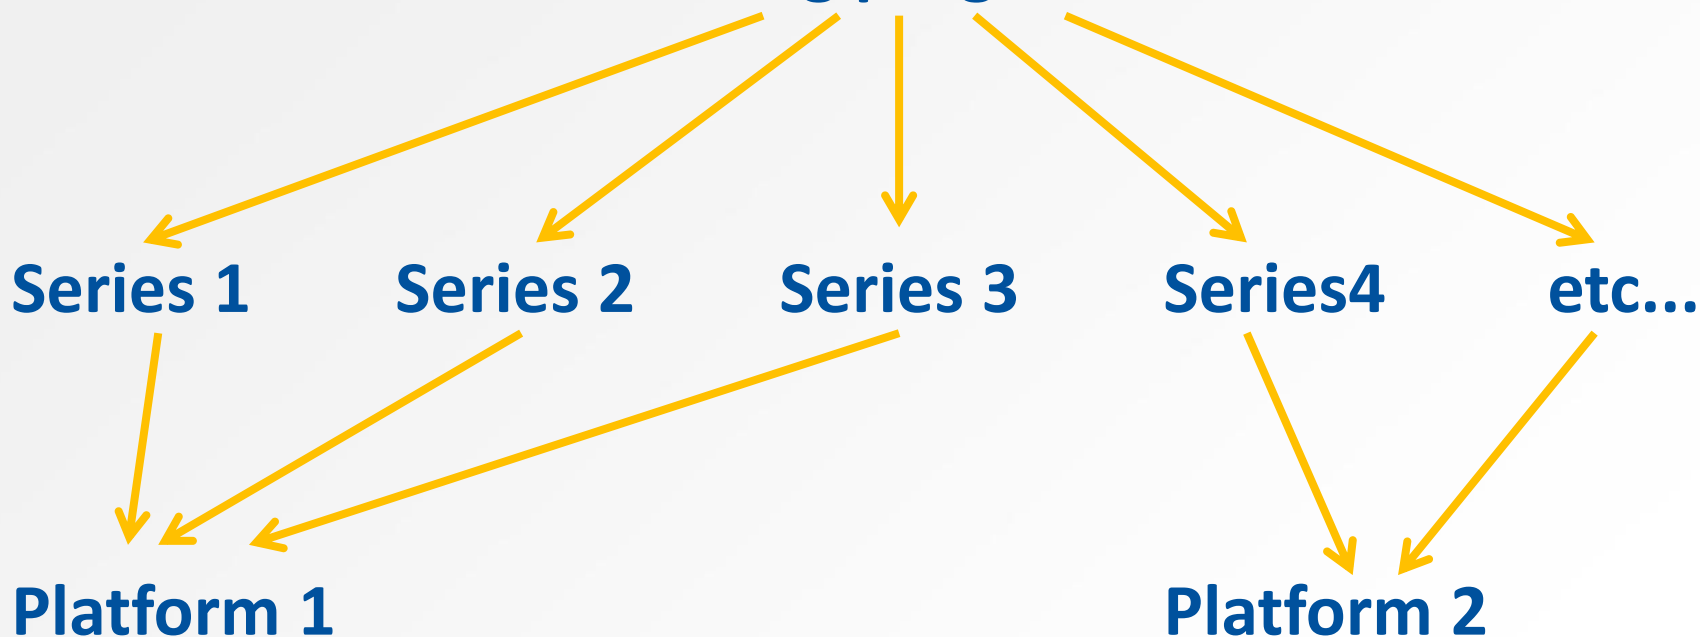 Series 1 Series 2 Series 3 Series4 etc...
Platform 1 Platform 2